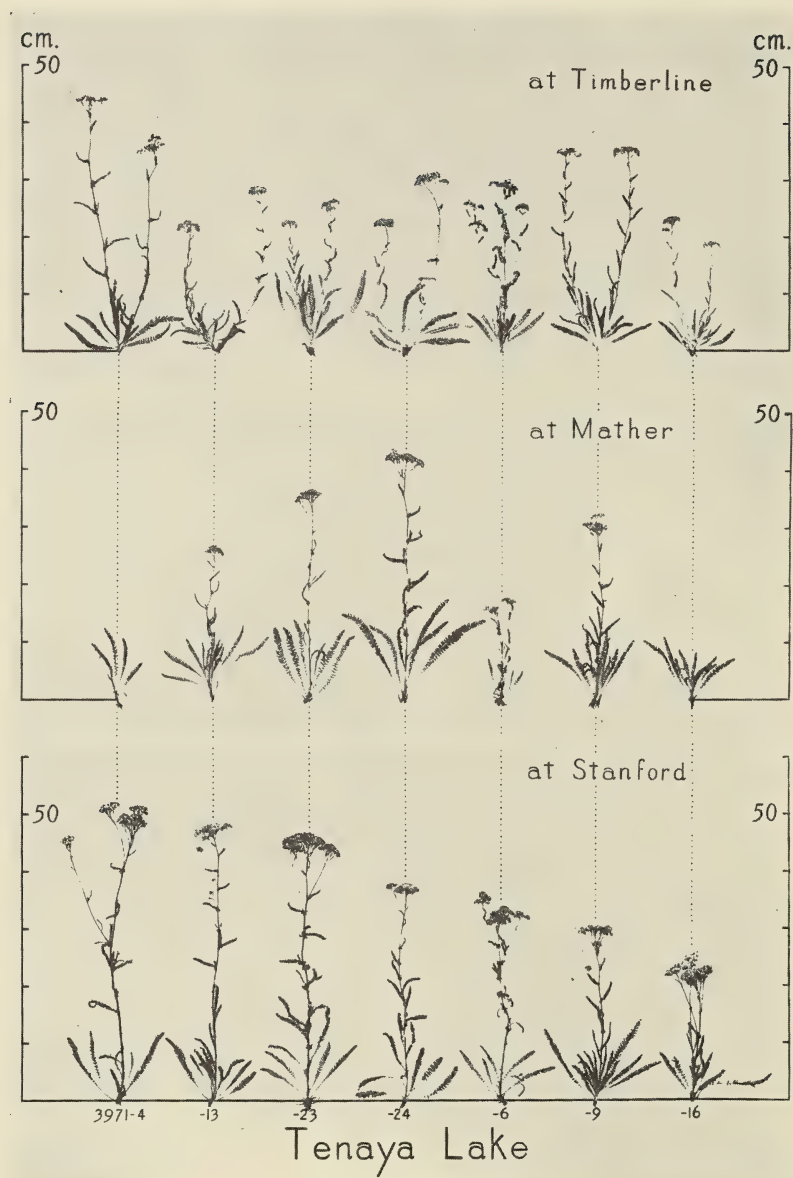 cm.
cm.
50
at Timberline
50
50
at Mather
50
at Stanford
50
50
3971-4 -13 -23 -24 -6 -9 -16
Tenaya Lake